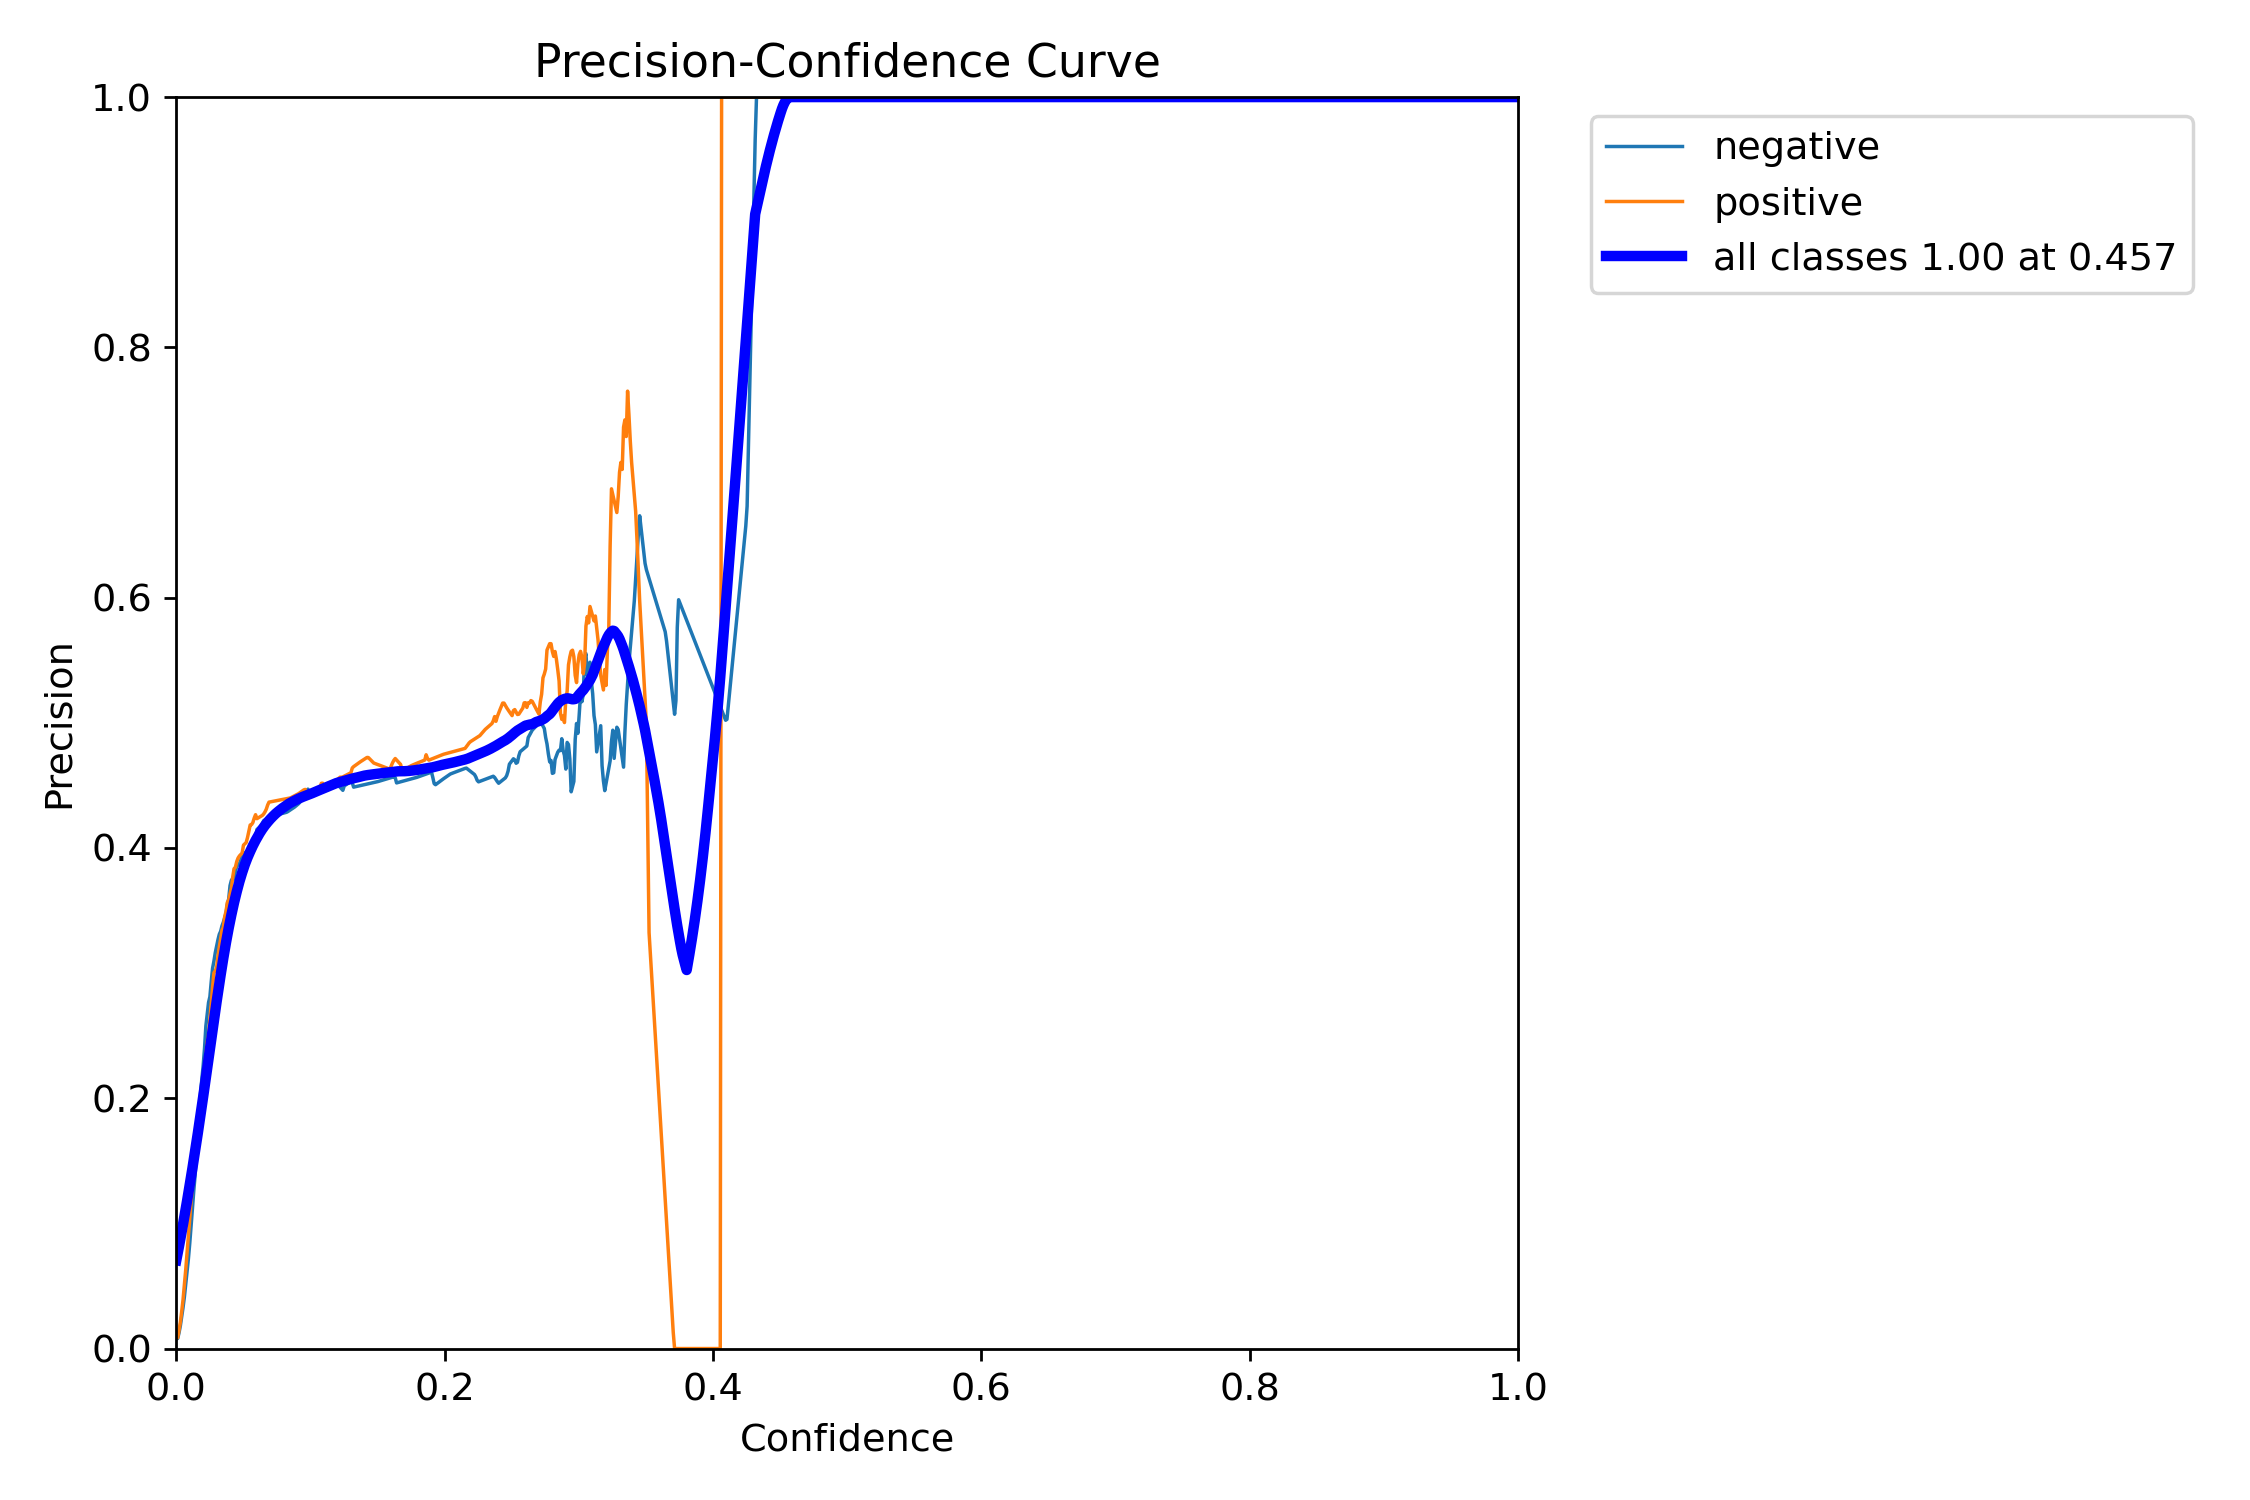 Precision-Confidence Curve
negative
positive
all classes 1.00 at 0.457
Precision
1.0
0.8
0.6
0.4
0.2
0.0
0.0 0.2 0.4 0.6 0.8 1.0
Confidence